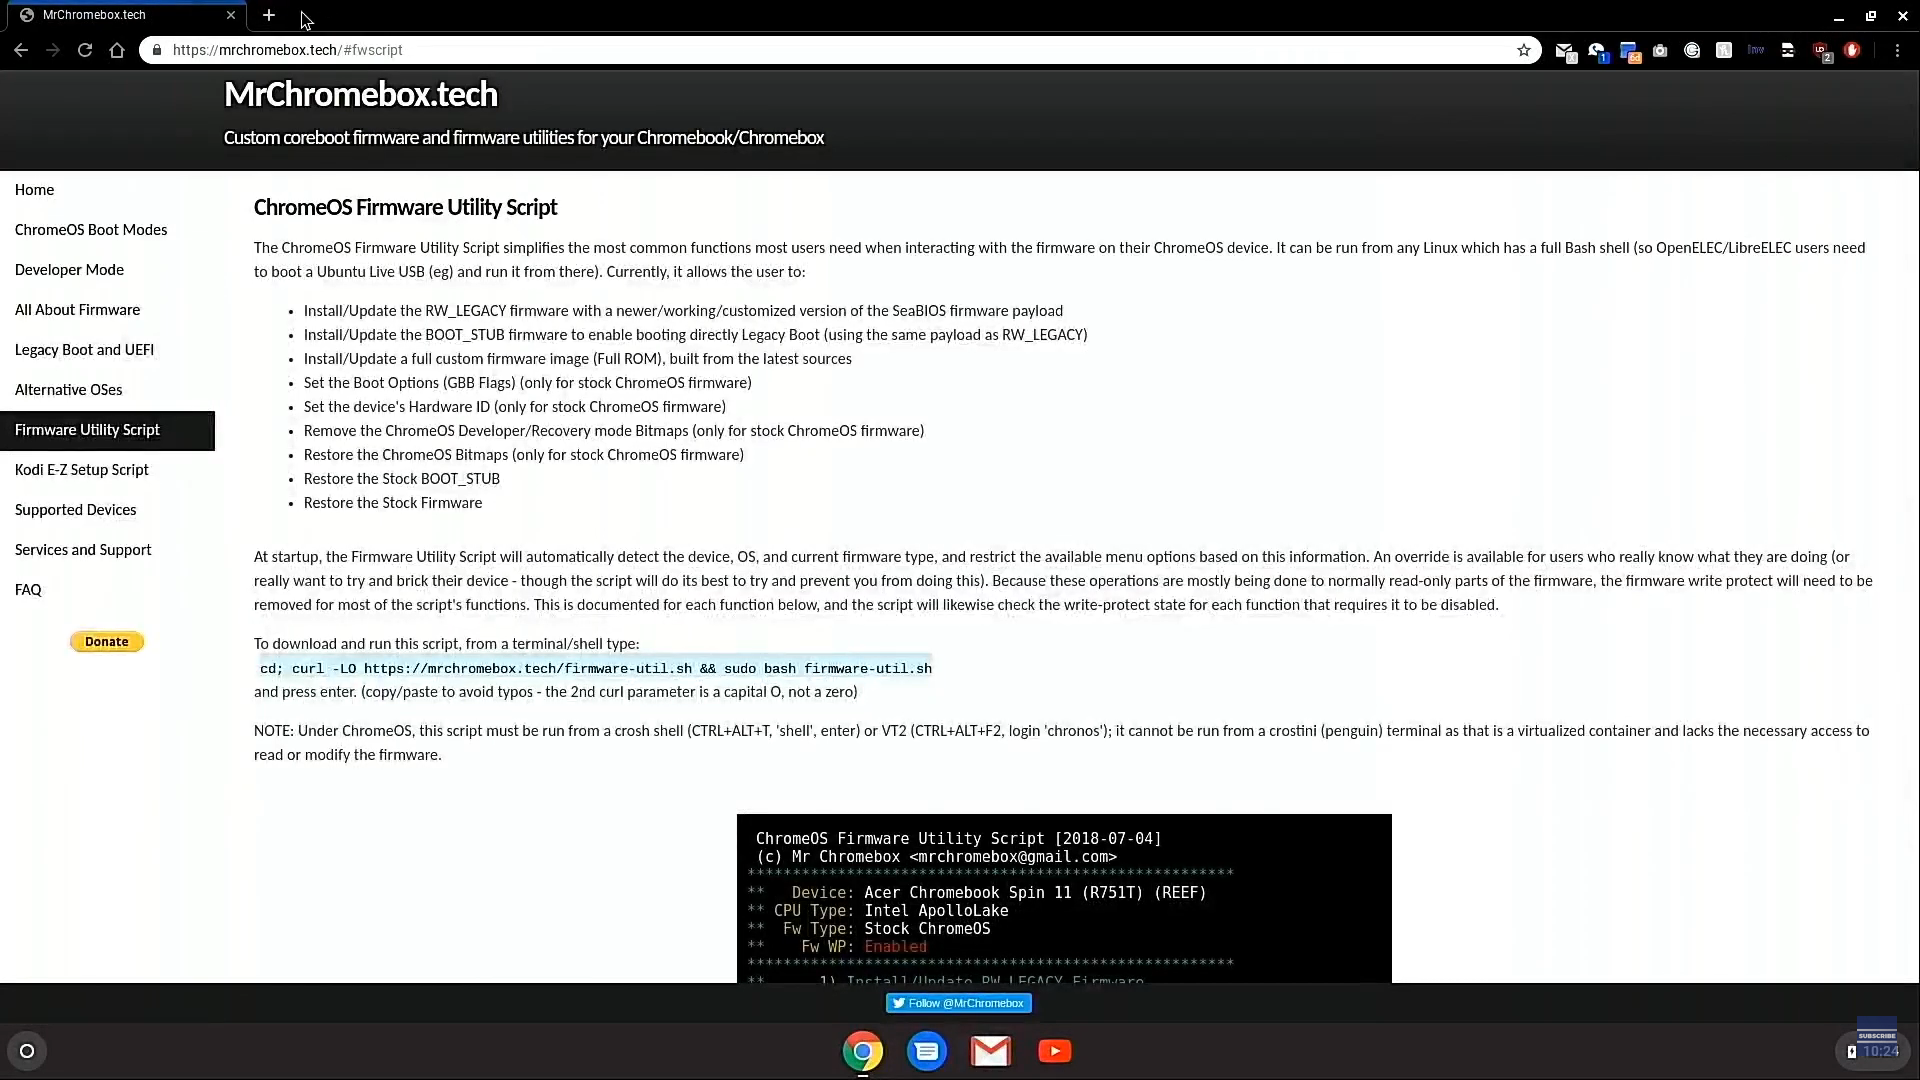 MrChromebox.tech
https://mrchromebox.tech/#fwscript
MrChromebox.tech
Custom coreboot firmware and firmware utilities for your Chromebook/Chromebox
Home
ChromeOS Boot Modes
Developer Mode
All About Firmware
Legacy Boot and UEFI
Alternative OSes
Firmware Utility Script
Kodi E-Z Setup Script
Supported Devices
Services and Support
FAQ
Donate
ChromeOS Firmware Utility Script
The ChromeOS Firmware Utility Script simplifies the most common functions most users need when interacting with the firmware on their ChromeOS device. It can be run from any Linux which has a full Bash shell (so OpenELEC/LibreELEC users need
to boot a Ubuntu Live USB (eg) and run it from there). Currently, it allows the user to:
• Install/Update the RW_LEGACY firmware with a newer/working/customized version of the SeaBIOS firmware payload
• Install/Update the BOOT_STUB firmware to enable booting directly Legacy Boot (using the same payload as RW_LEGACY)
• Install/Update a full custom firmware image (Full ROM), built from the latest sources
• Set the Boot Options (GBB Flags) (only for stock ChromeOS firmware)
• Set the device's Hardware ID (only for stock ChromeOS firmware)
• Remove the ChromeOS Developer/Recovery mode Bitmaps (only for stock ChromeOS firmware)
• Restore the ChromeOS Bitmaps (only for stock ChromeOS firmware)
• Restore the Stock BOOT_STUB
• Restore the Stock Firmware
At startup, the Firmware Utility Script will automatically detect the device, OS, and current firmware type, and restrict the available menu options based on this information. An override is available for users who really know what they are doing (or
really want to try and brick their device - though the script will do its best to try and prevent you from doing this). Because these operations are mostly being done to normally read-only parts of the firmware, the firmware write protect will need to be
removed for most of the script's functions. This is documented for each function below, and the script will likewise check the write-protect state for each function that requires it to be disabled.
To download and run this script, from a terminal/shell type:
cd; curl -LO https://mrchromebox.tech/firmware-util.sh && sudo bash firmware-util.sh
and press enter. (copy/paste to avoid typos - the 2nd curl parameter is a capital O, not a zero)
NOTE: Under ChromeOS, this script must be run from a crosh shell (CTRL+ALT+T, 'shell', enter) or VT2 (CTRL+ALT+F2, login 'chronos'); it cannot be run from a crostini (penguin) terminal as that is a virtualized container and lacks the necessary access to
read or modify the firmware.
ChromeOS Firmware Utility Script [2018-07-04]
(c) Mr Chromebox <mrchromebox@gmail.com>
******************************************************
** Device: Acer Chromebook Spin 11 (R751T) (REEF)
** CPU Type: Intel ApolloLake
** Fw Type: Stock ChromeOS
** Fw WP: Enabled
******************************************************
** 1) Install/Update RW_LEGACY Firmware
Follow @MrChromebox
SUBSCRIBE
10:24